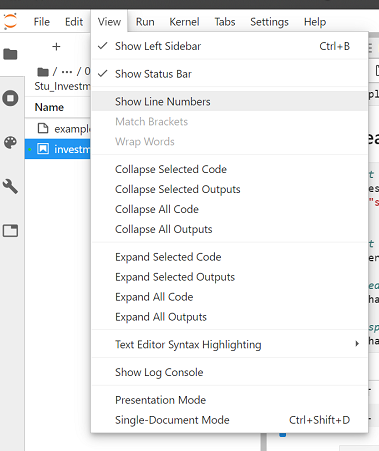 File Edit View Run Kernel Tabs Settings Help
Show Left Sidebar Ctrl+B
/ ··· / 0
Show Status Bar
Stu_Investm
Name
Show Line Numbers
example
Match Brackets
investm
Wrap Words
Collapse Selected Code
Collapse Selected Outputs
Collapse All Code
Collapse All Outputs
Expand Selected Code
Expand Selected Outputs
Expand All Code
Expand All Outputs
Text Editor Syntax Highlighting
Show Log Console
Presentation Mode
Single-Document Mode Ctrl+Shift+D